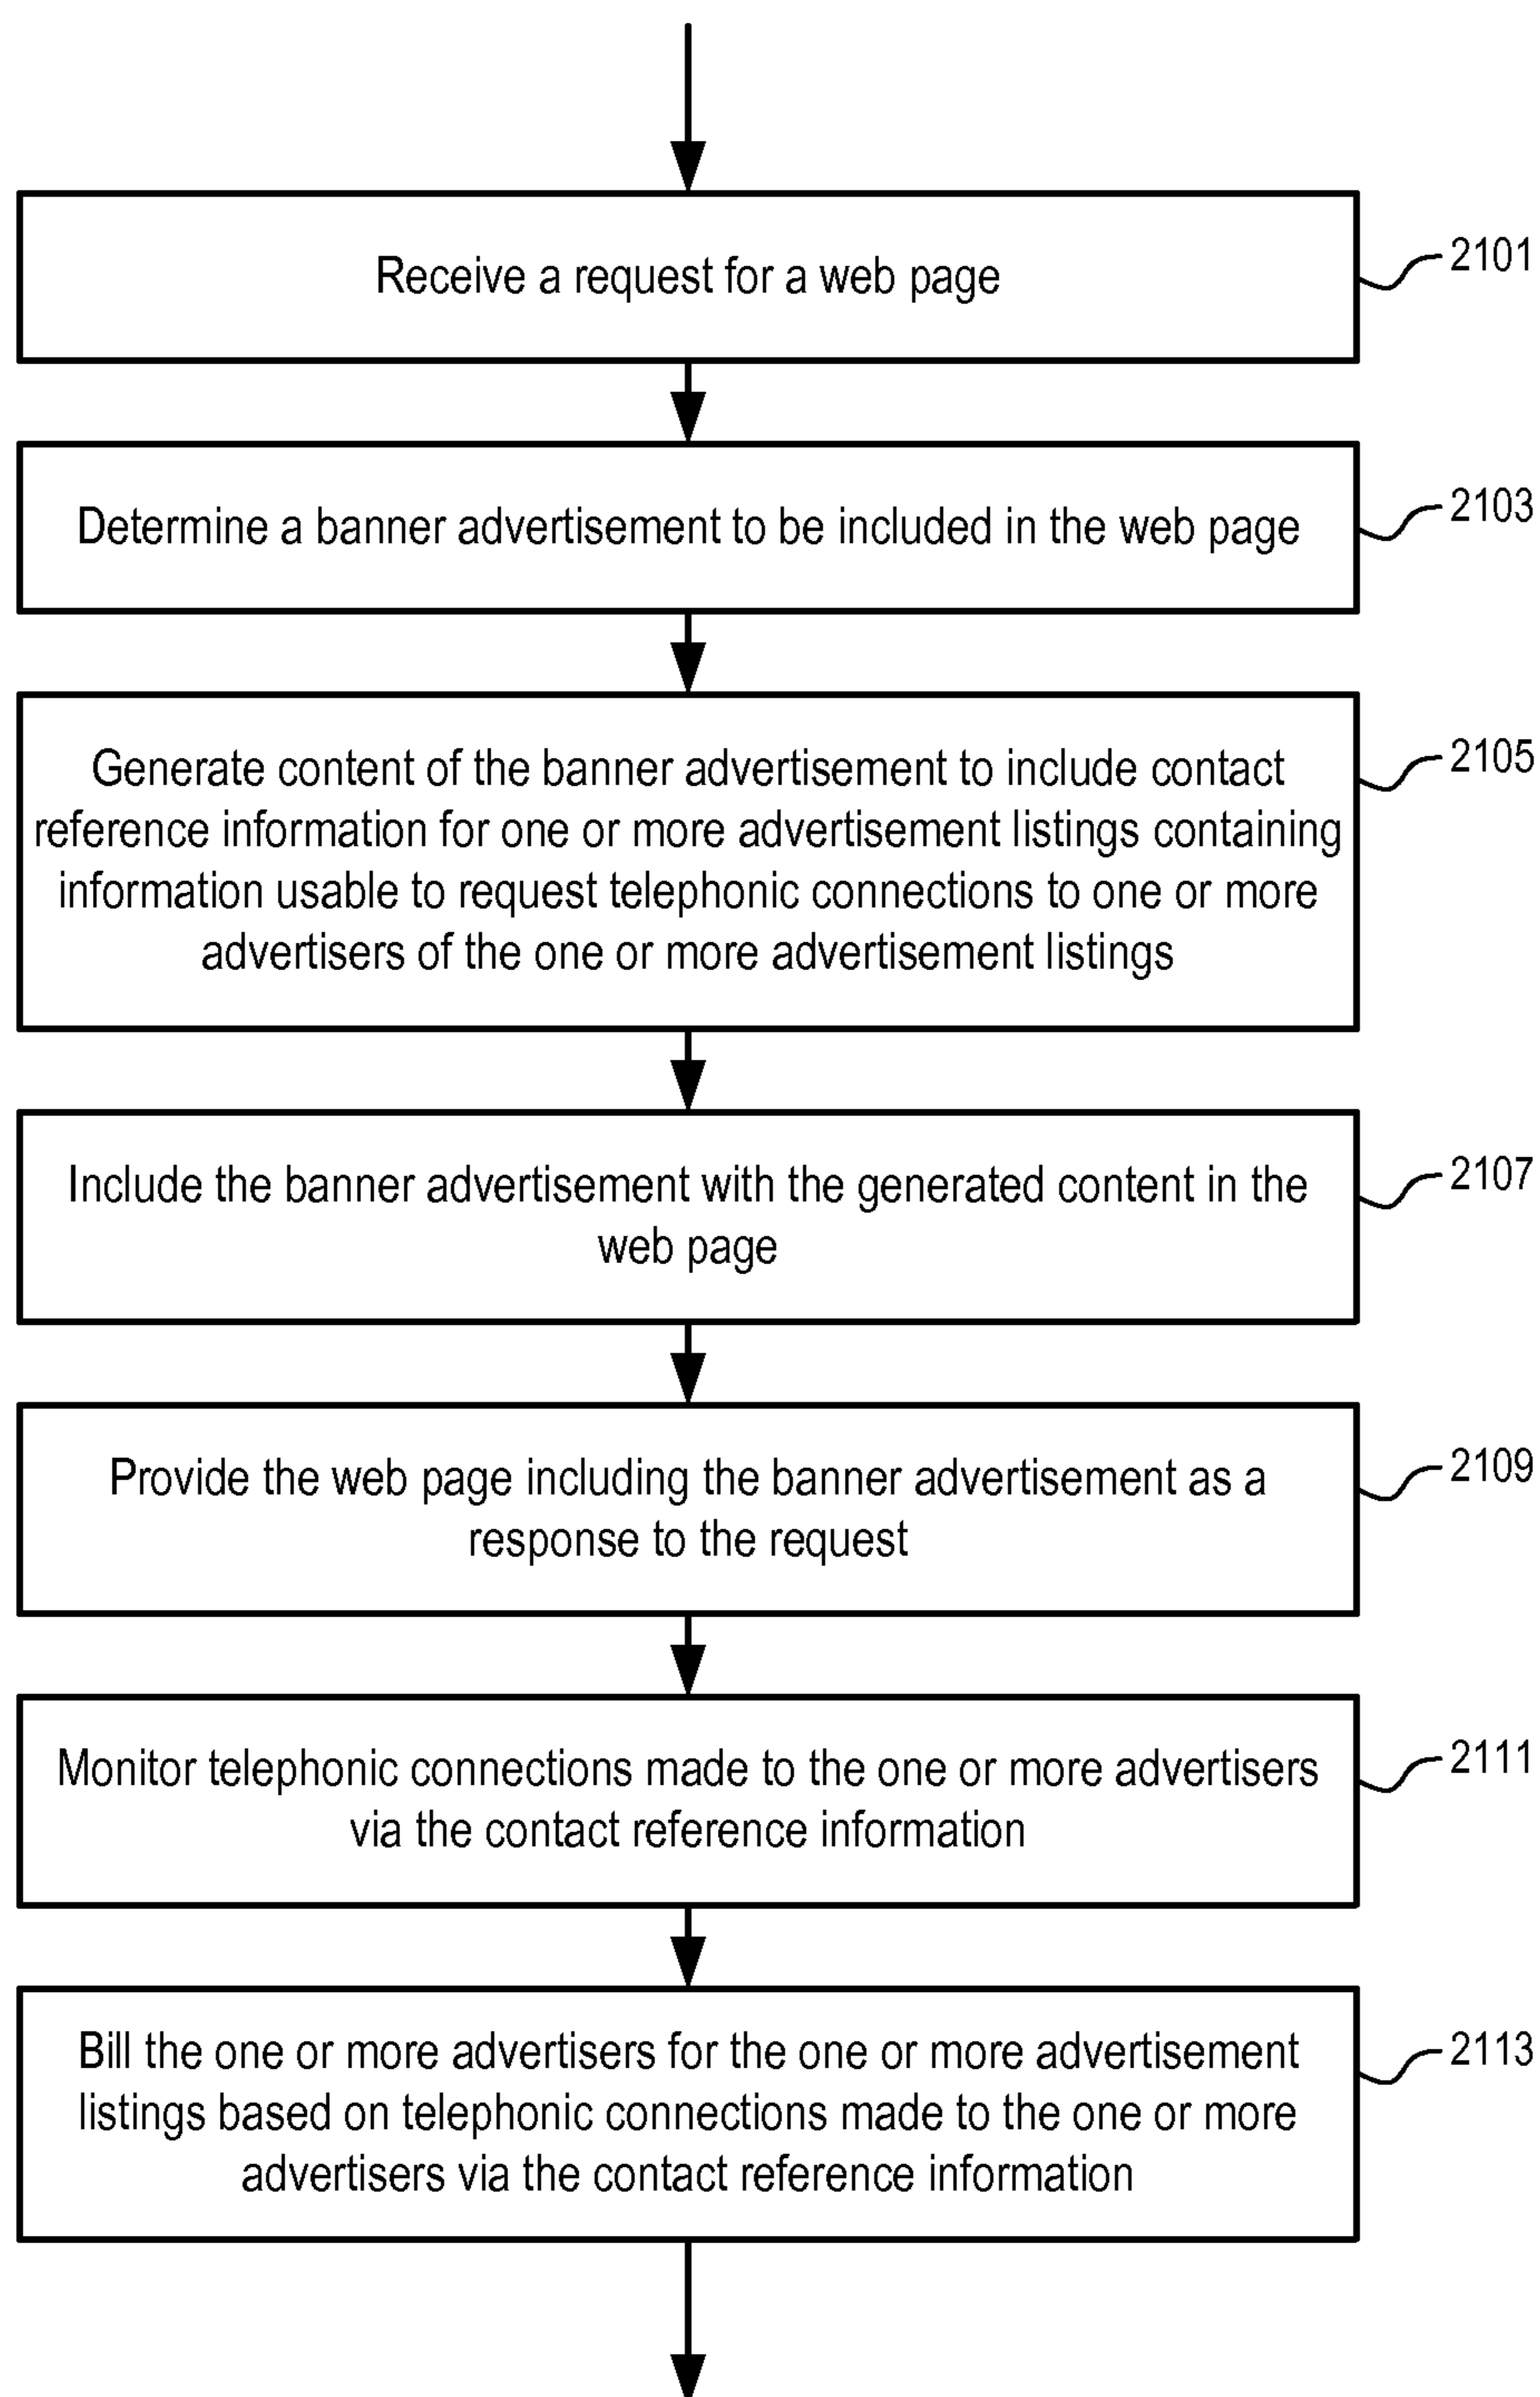 Receive a request for a web page
2101
Determine a banner advertisement to be included in the web page
2103
Generate content of the banner advertisement to include contact
reference information for one or more advertisement listings containing
information usable to request telephonic connections to one or more
advertisers of the one or more advertisement listings
2105
Include the banner advertisement with the generated content in the
web page
2107
Provide the web page including the banner advertisement as a
response to the request
2109
Monitor telephonic connections made to the one or more advertisers
via the contact reference information
2111
Bill the one or more advertisers for the one or more advertisement
listings based on telephonic connections made to the one or more
advertisers via the contact reference information
2113